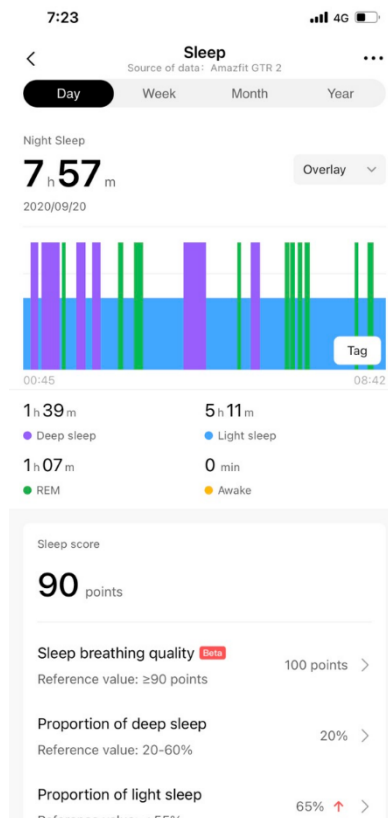 7:23
4G
Sleep
Source of data: Amazfit GTR 2
Day Week Month Year
Night Sleep
7 h 57 m
Overlay
2020/09/20
Tag
00:45 08:42
1 h 39 m 5 h 11 m
Deep sleep Light sleep
1 h 07 m 0 min
REM Awake
Sleep score
90 points
Sleep breathing quality Beta
100 points
Reference value: ≥90 points
Proportion of deep sleep
20%
Reference value: 20-60%
Proportion of light sleep
65% ↑